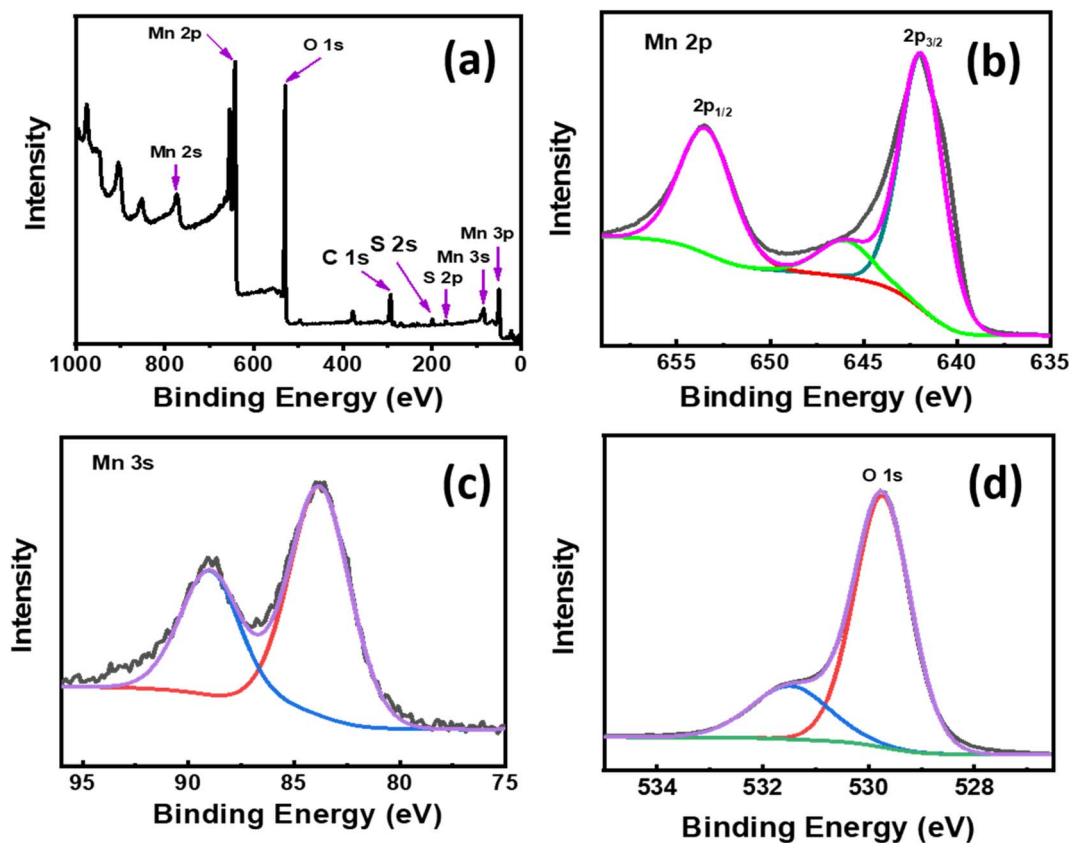 (a)
Mn 2p
O 1s
Mn 2s
C 1s
S 2s
S 2p
Mn 3s
Mn 3p
Intensity
1000 800 600 400 200 0
Binding Energy (eV)
(b)
Mn 2p
2p1/2
2p3/2
Intensity
655 650 645 640 635
Binding Energy (eV)
(c)
Mn 3s
Intensity
95 90 85 80 75
Binding Energy (eV)
(d)
O 1s
Intensity
534 532 530 528
Binding Energy (eV)